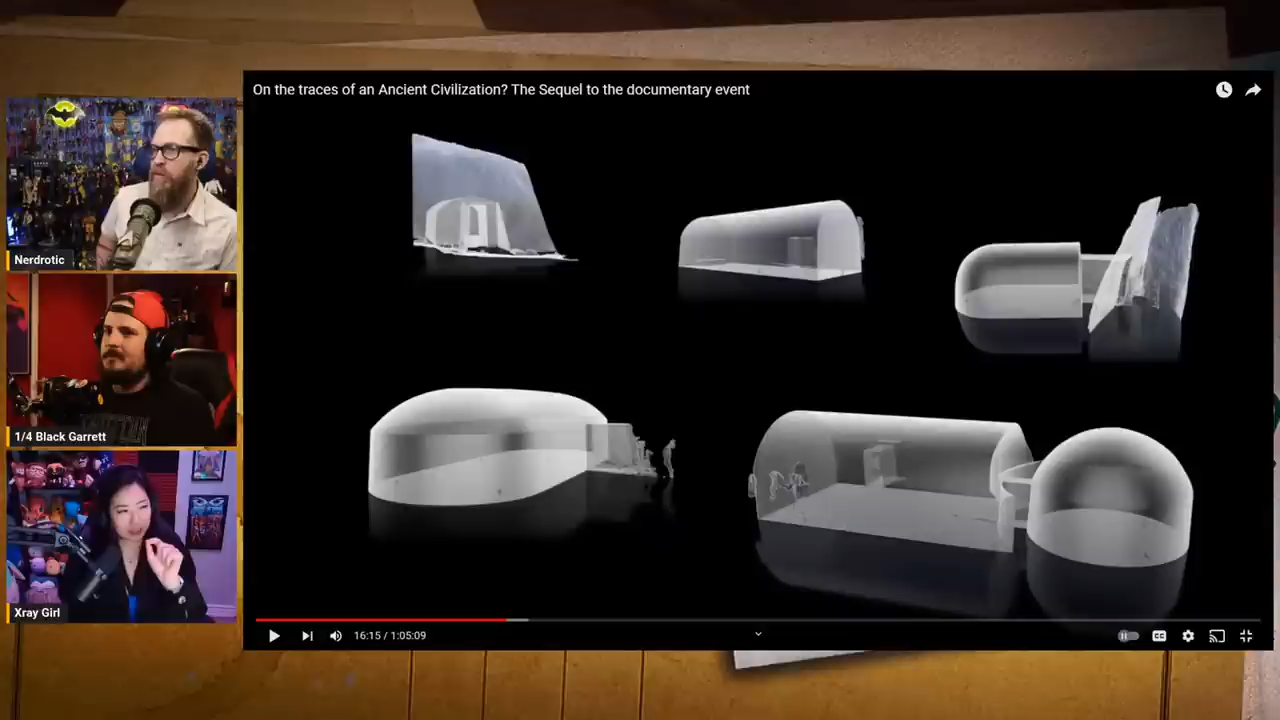 On the traces of an Ancient Civilization? The Sequel to the documentary event
Nerdrotic
1/4 Black Garrett
Xray Girl
16:15 / 1:05:09
CC